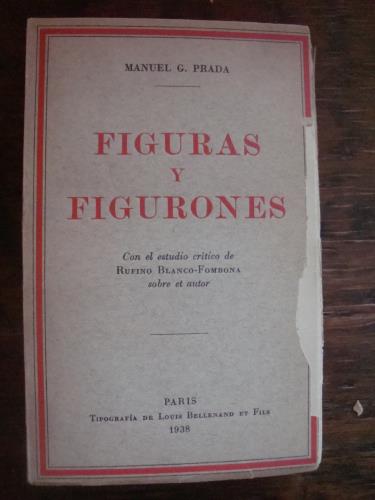 MANUEL G. PRADA
FIGURAS
Y
FIGURONES
Con el estudio crítico de
RUFINO BLANCO-FOMBONA
sobre et autor
PARIS
TIPOGRAFÍA DE LOUIS BELLENAND ET FILS
1938